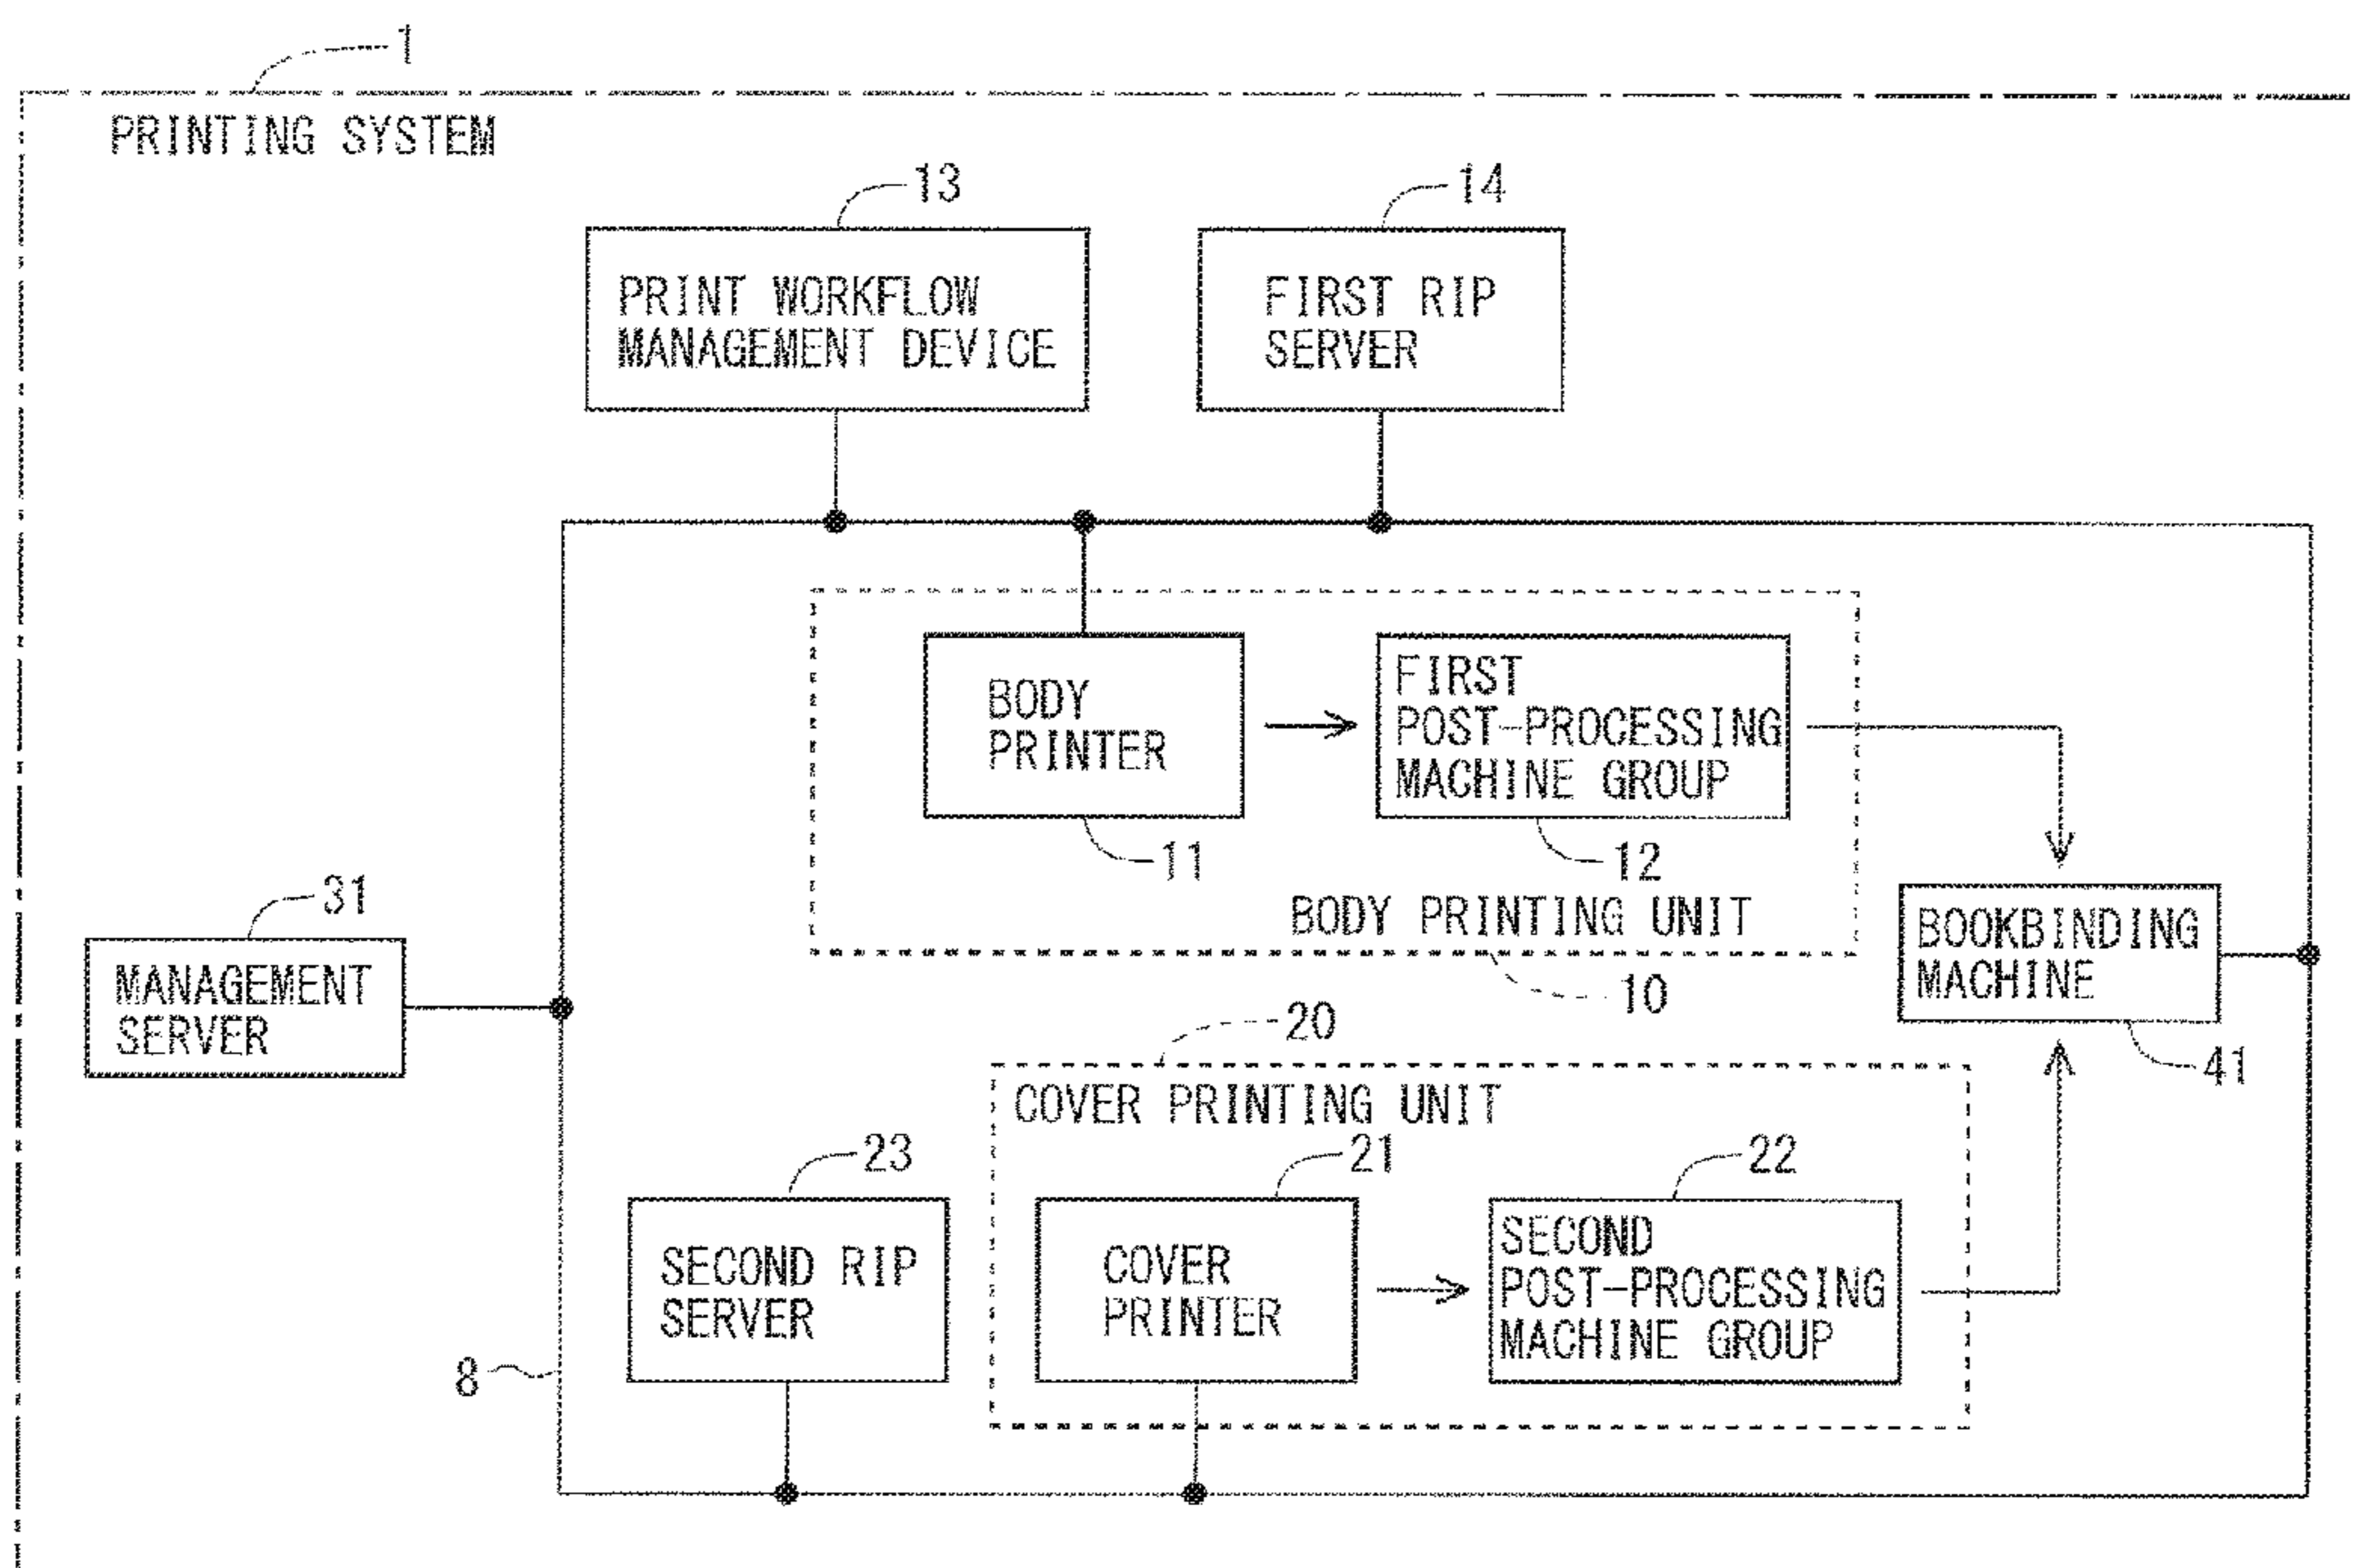 1
PRINTING SYSTEM
13
14
PRINT WORKFLOW
MANAGEMENT DEVICE
FIRST RIP
SERVER
BODY
PRINTER
FIRST
POST-PROCESSING
MACHINE GROUP
11
12
BODY PRINTING UNIT
10
31
MANAGEMENT
SERVER
BOOKBINDING
MACHINE
41
20
COVER PRINTING UNIT
23
21
22
SECOND RIP
SERVER
COVER
PRINTER
SECOND
POST-PROCESSING
MACHINE GROUP
8